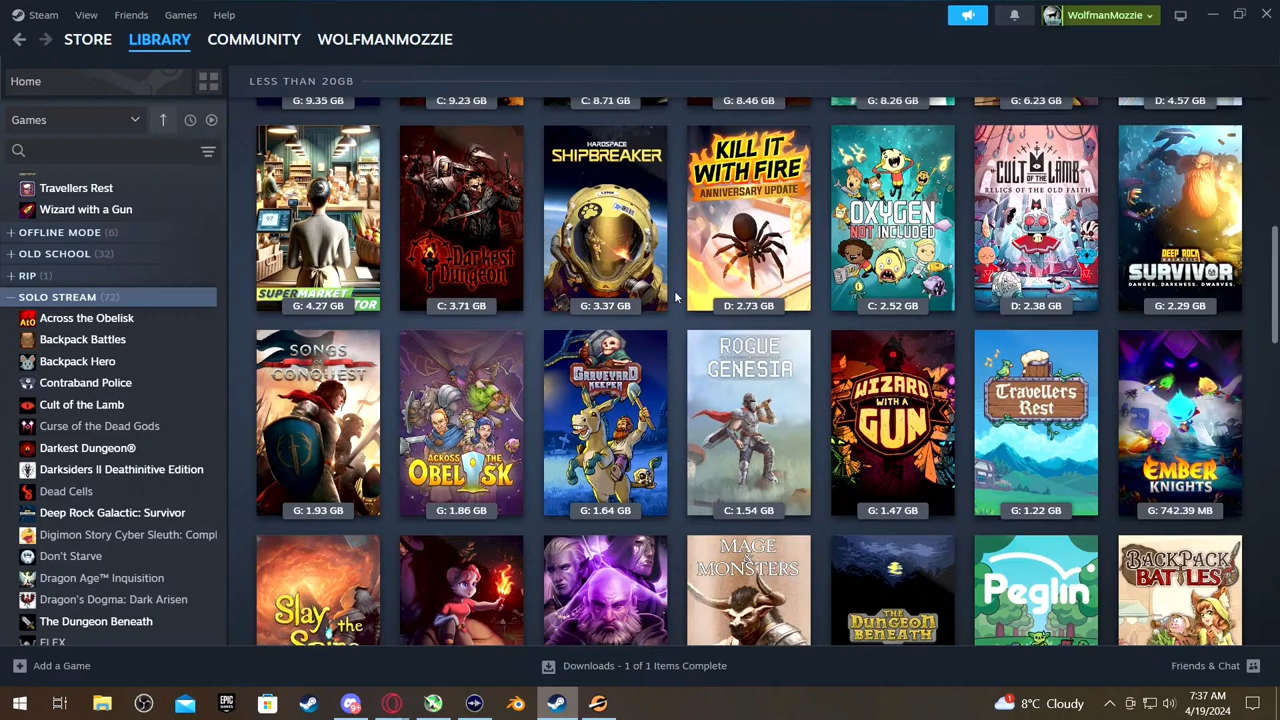 Steam View Friends Games Help WolfmanMozzie
STORE LIBRARY COMMUNITY WOLFMANMOZZIE
Home
LESS THAN 20GB
G: 9.35 GB C: 9.23 GB C: 8.71 GB G: 8.46 GB G: 8.26 GB G: 6.23 GB D: 4.57 GB
Games
Travellers Rest
Wizard with a Gun
OFFLINE MODE (6)
OLD SCHOOL (32)
RIP (1)
SOLO STREAM (72)
Across the Obelisk
Backpack Battles
Backpack Hero
Contraband Police
Cult of the Lamb
Curse of the Dead Gods
Darkest Dungeon®
Darksiders II Deathinitive Edition
Dead Cells
Deep Rock Galactic: Survivor
Digimon Story Cyber Sleuth: Compl
Don't Starve
Dragon Age™ Inquisition
Dragon's Dogma: Dark Arisen
The Dungeon Beneath
FLEX
97
SUPERMARKET
TOR
G: 4.27 GB
Darkest
Dungeon
C: 3.71 GB
HARDSPACE
SHIPBREAKER
LYNX
G: 3.37 GB
KILL IT
WITH FIRE
ANNIVERSARY UPDATE
D: 2.73 GB
OXYGEN
NOT INCLUDED
C: 2.52 GB
CULT OF THE LAMB
RELICS OF THE OLD FAITH
D: 2.38 GB
DEEP ROCK
GALACTIC
SURVIVOR
DANGER. DARKNESS. DWARVES.
G: 2.29 GB
SONGS
OF
CONQUEST
G: 1.93 GB
ACROSS THE
OBELISK
G: 1.86 GB
GRAVEYARD
KEEPER
G: 1.64 GB
ROGUE
GENESIA
C: 1.54 GB
WIZARD
WITH A
GUN
G: 1.47 GB
Travellers
Rest
G: 1.22 GB
EMBER
KNIGHTS
G: 742.39 MB
Slay
the
MAGE
&
MONSTERS
THE
DUNGEON
BENEATH
Peglin
BACKPACK
BATTLES
Add a Game Downloads - 1 of 1 Items Complete Friends & Chat
EPIC
GAMES
1 8°C Cloudy
7:37 AM
4/19/2024